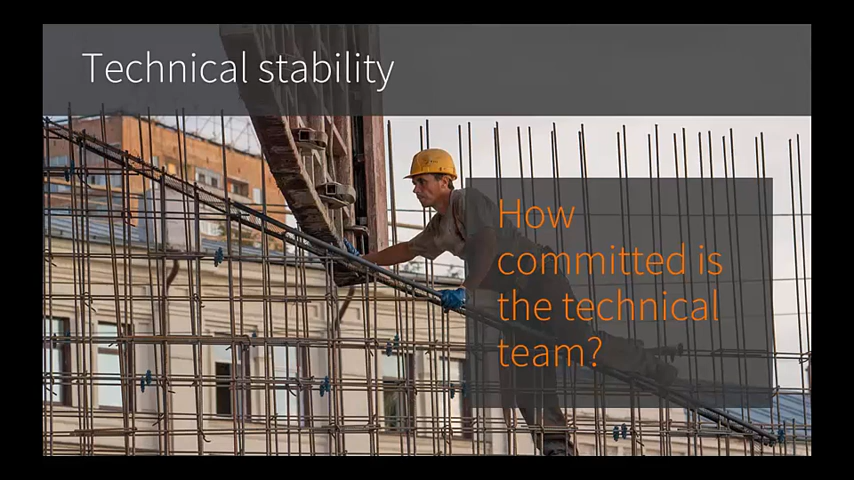 Technical stability
How
committed is
the technical
team?